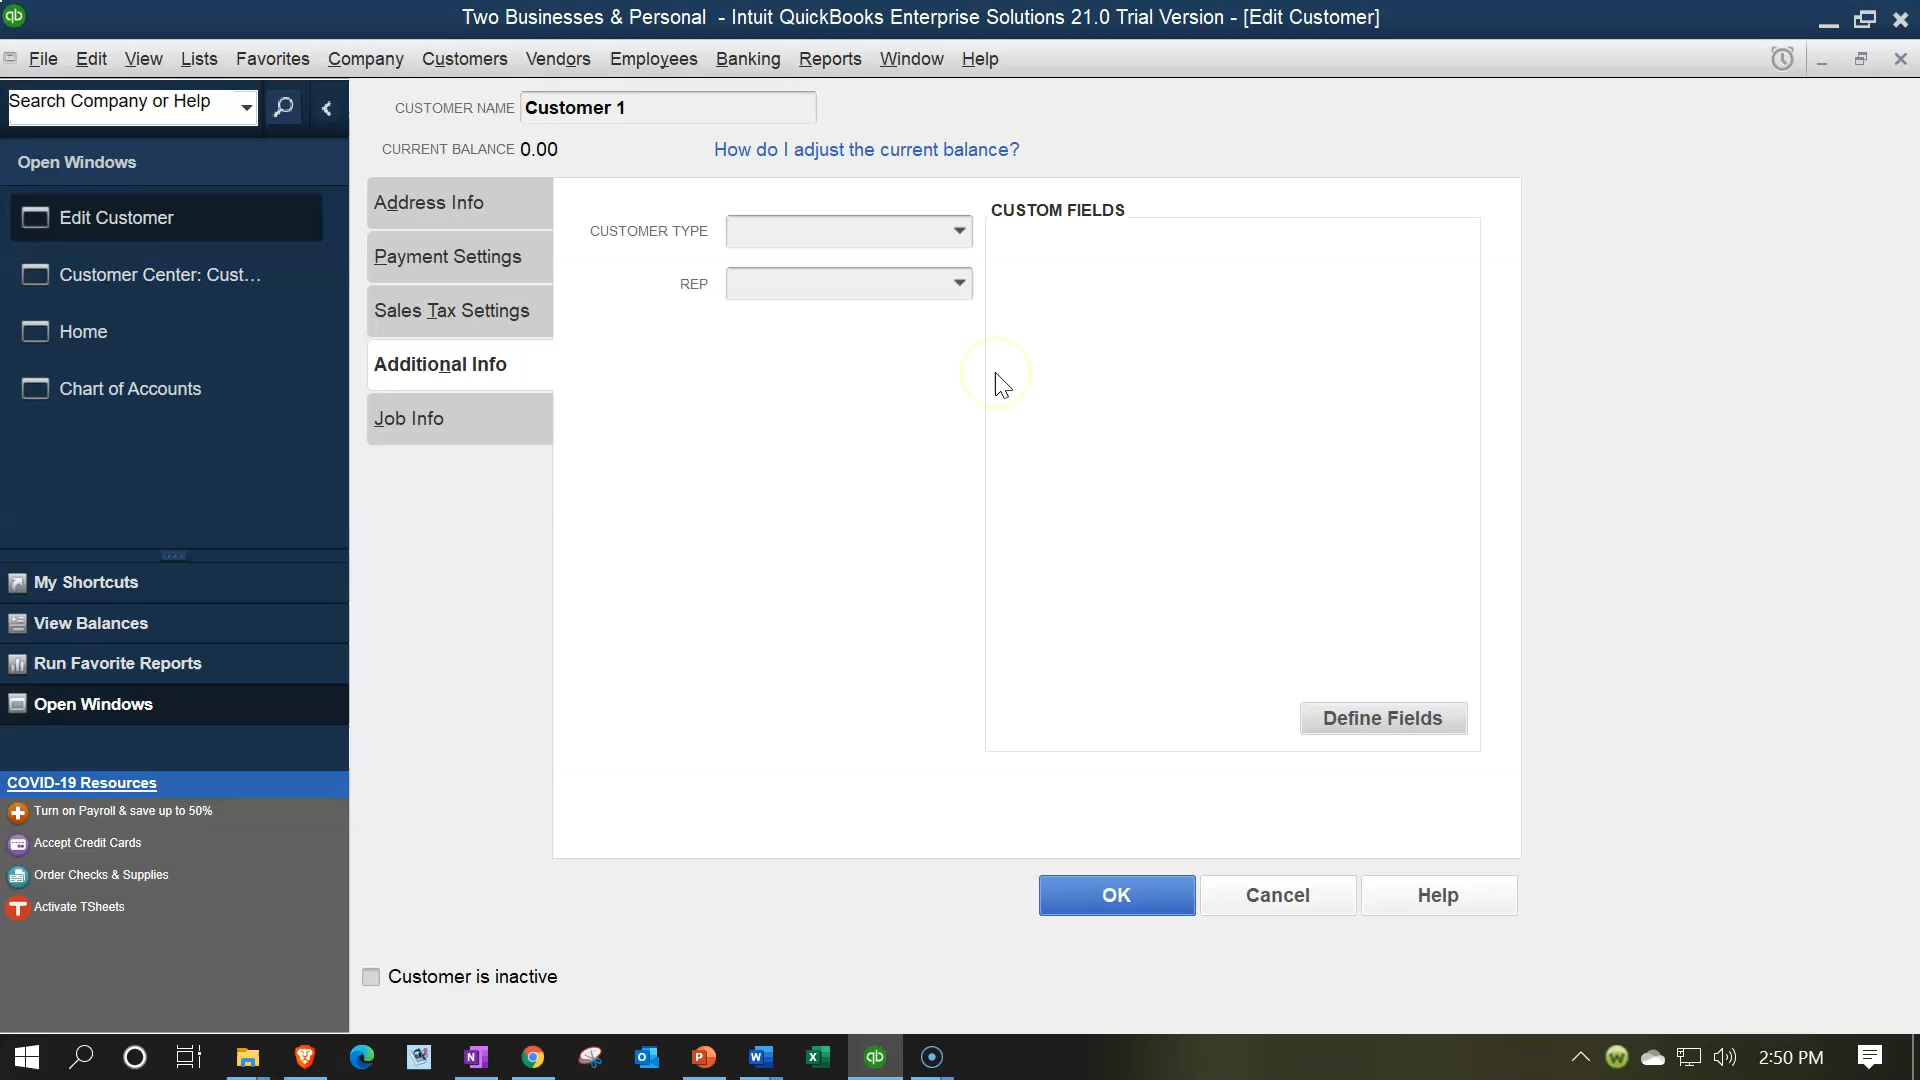 Two Businesses & Personal - Intuit QuickBooks Enterprise Solutions 21.0 Trial Version - [Edit Customer]
File Edit View Lists Favorites Company Customers Vendors Employees Banking Reports Window Help
Search Company or Help
Open Windows
Edit Customer
Customer Center: Cust...
Home
Chart of Accounts
My Shortcuts
View Balances
Run Favorite Reports
Open Windows
COVID-19 Resources
Turn on Payroll & save up to 50%
Accept Credit Cards
Order Checks & Supplies
Activate TSheets
CUSTOMER NAME Customer 1
CURRENT BALANCE 0.00 How do I adjust the current balance?
Address Info
Payment Settings
Sales Tax Settings
Additional Info
Job Info
CUSTOMER TYPE
REP
CUSTOM FIELDS
Define Fields
OK Cancel Help
Customer is inactive
2:50 PM